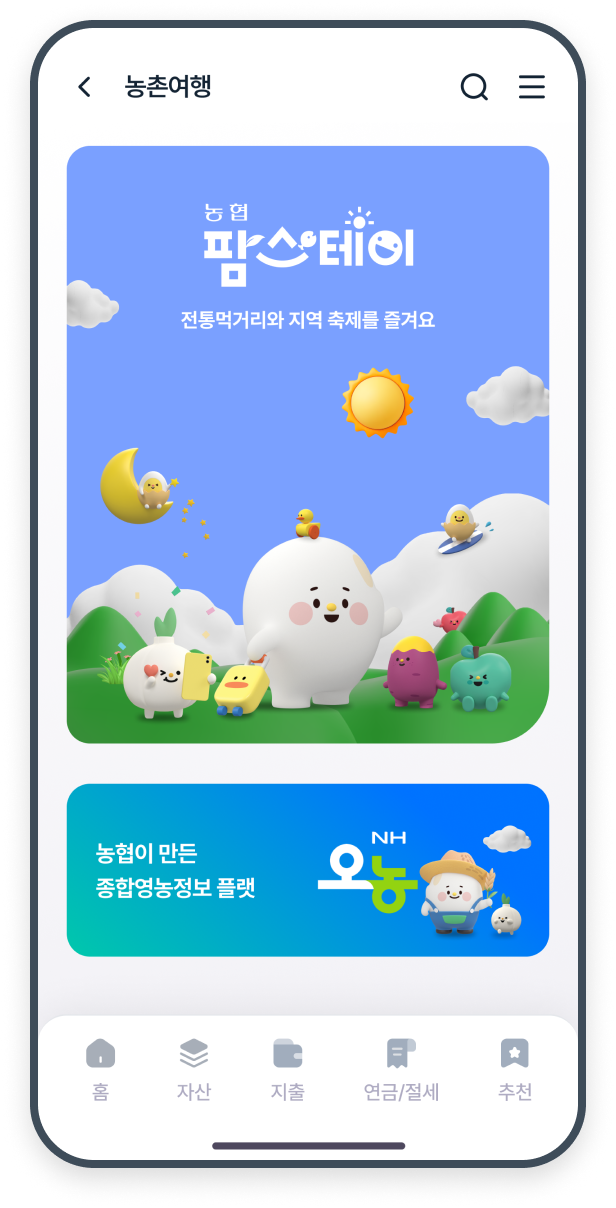 농촌여행
농협
팜스테이
전통먹거리와 지역 축제를 즐겨요
농협이 만든
종합영농정보 플랫
NH
오농
홈
자산
지출
연금/절세
추천